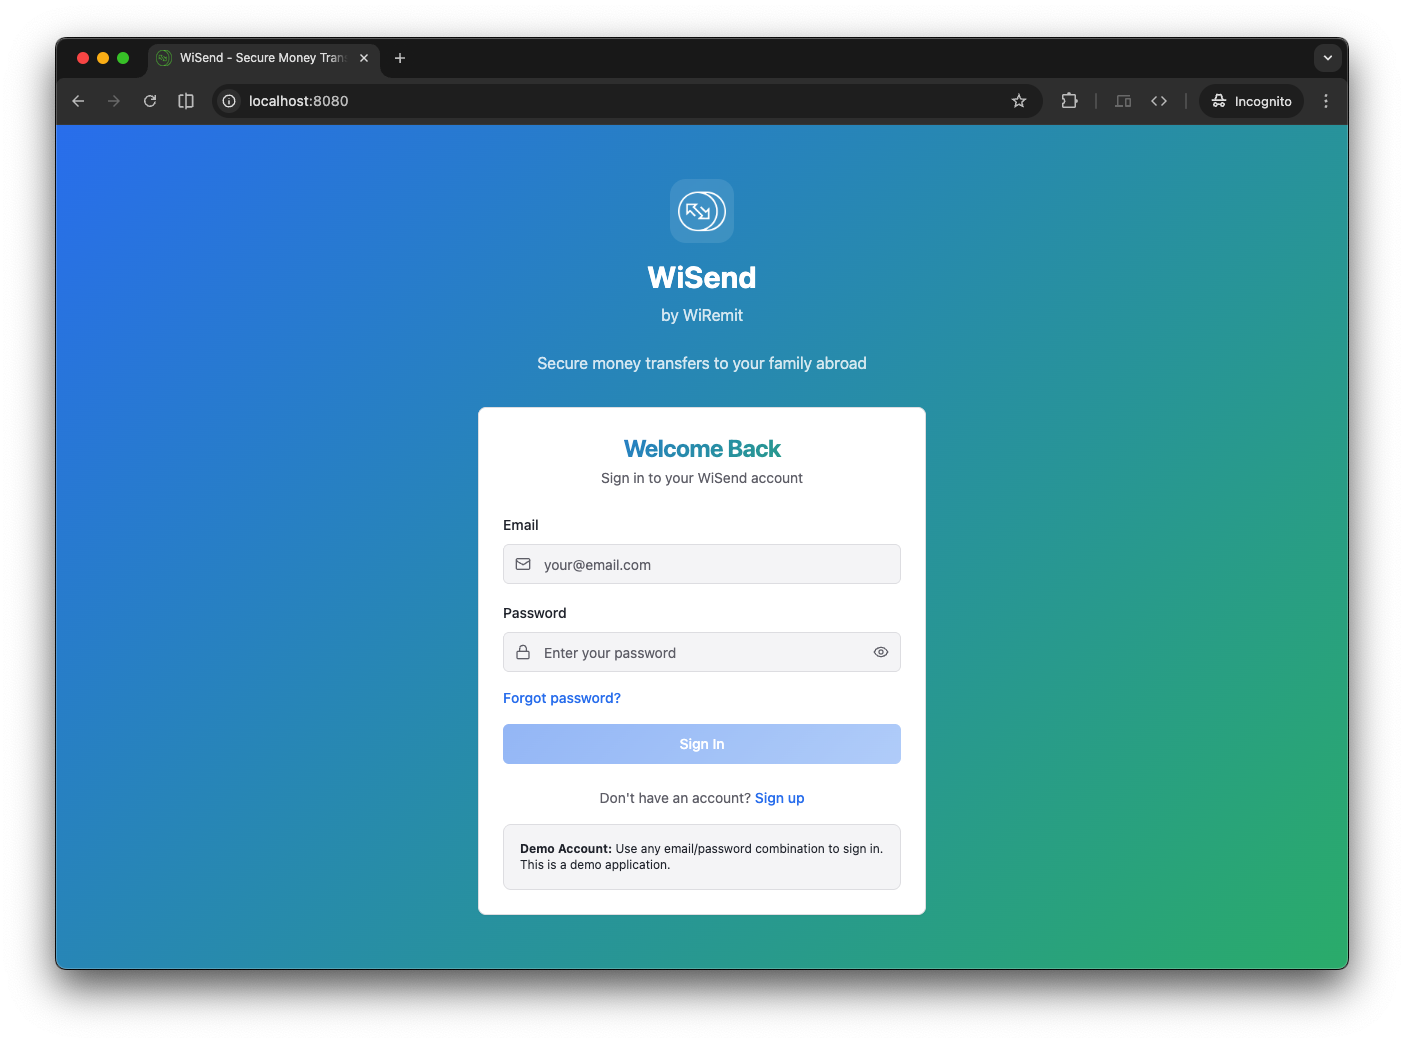 WiSend - Secure Money Tran
localhost:8080
Incognito
WiSend
by WiRemit
Secure money transfers to your family abroad
Welcome Back
Sign in to your WiSend account
Email
your@email.com
Password
Enter your password
Forgot password?
Sign In
Don't have an account? Sign up
Demo Account: Use any email/password combination to sign in.
This is a demo application.